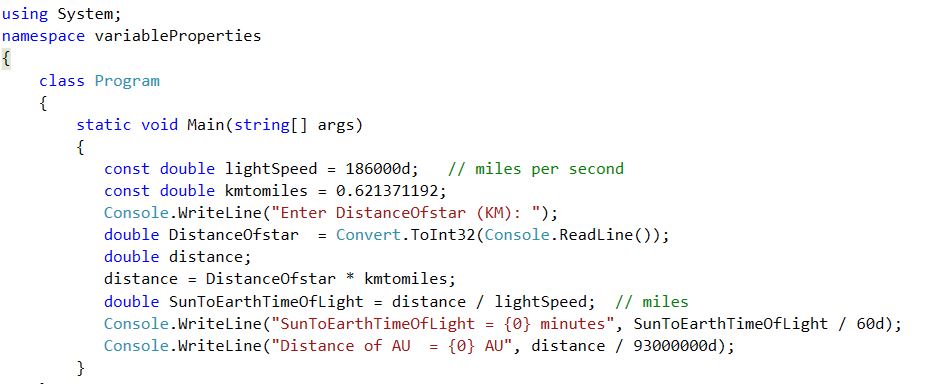 using System;
namespace variableProperties
{
class Program
{
static void Main(string[] args)
{
const double lightSpeed = 186000d;   // miles per second
const double kmtomiles = 0.621371192;
Console.WriteLine("Enter DistanceOfstar (KM): ");
double DistanceOfstar  = Convert.ToInt32(Console.ReadLine());
double distance;
distance = DistanceOfstar * kmtomiles;
double SunToEarthTimeOfLight = distance / lightSpeed;  // miles
Console.WriteLine("SunToEarthTimeOfLight = {0} minutes", SunToEarthTimeOfLight / 60d);
Console.WriteLine("Distance of AU  = {0} AU", distance / 93000000d);
}